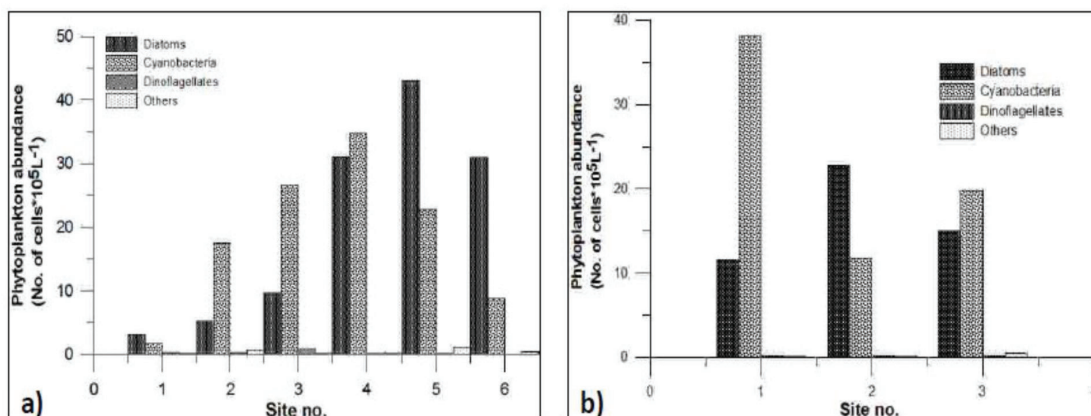 50
40
30
20
10
0
Phytoplankton abundance
(No. of cells*10⁵L-1)
Diatoms
Cyanobacteria
Dinoflagellates
Others
0 1 2 3 4 5 6
Site no.
a)
40
30
20
10
0
Phytoplankton abundance
(No. of cells*10⁵L-1)
Diatoms
Cyanobacteria
Dinoflagellates
Others
0 1 2 3
Site no.
b)